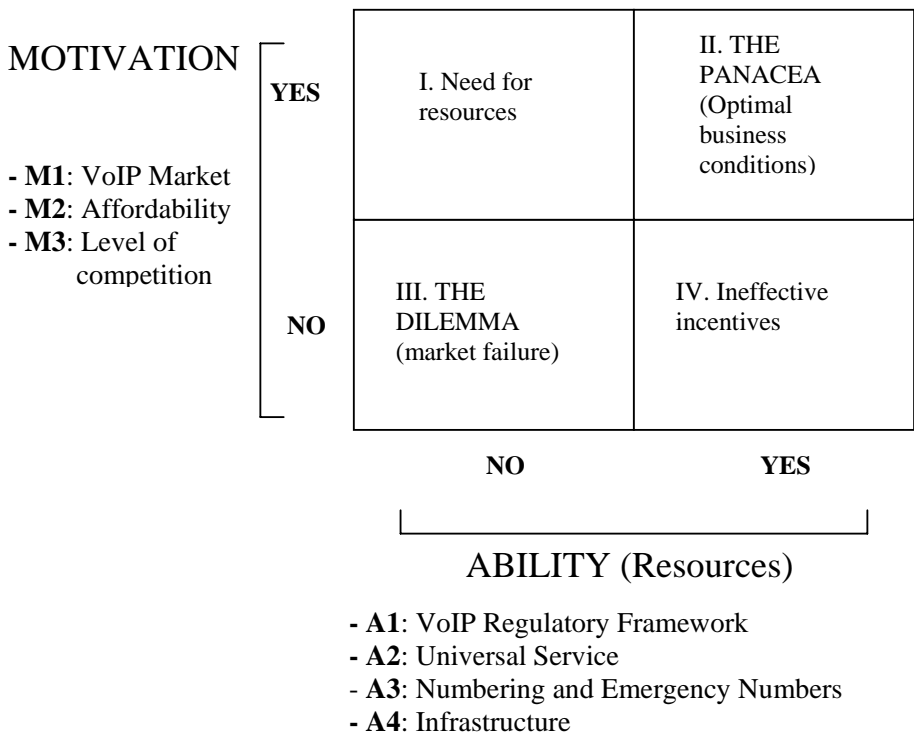 MOTIVATION
YES
- M1: VoIP Market
- M2: Affordability
- M3: Level of
competition
NO
I. Need for
resources
II. THE
PANACEA
(Optimal
business
conditions)
III. THE
DILEMMA
(market failure)
IV. Ineffective
incentives
NO
YES
ABILITY (Resources)
- A1: VoIP Regulatory Framework
- A2: Universal Service
- A3: Numbering and Emergency Numbers
- A4: Infrastructure